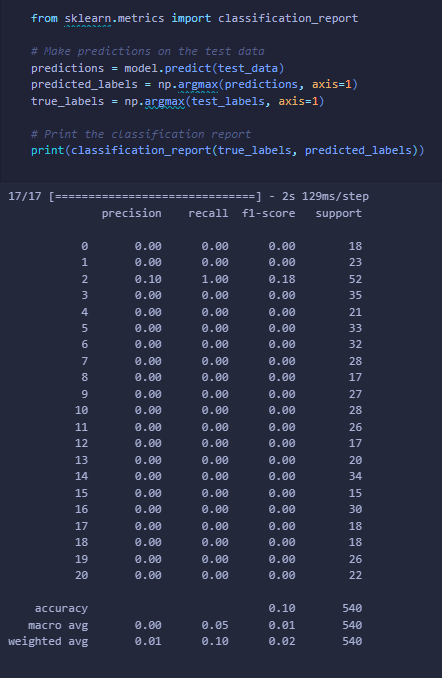 from sklearn.metrics import classification_report
# Make predictions on the test data
predictions = model.predict(test_data)
predicted_labels = np.argmax(predictions, axis=1)
true_labels = np.argmax(test_labels, axis=1)
# Print the classification report
print(classification_report(true_labels, predicted_labels))
17/17 [==============================] - 2s 129ms/step
precision recall f1-score support
0 0.00 0.00 0.00 18
1 0.00 0.00 0.00 23
2 0.10 1.00 0.18 52
3 0.00 0.00 0.00 35
4 0.00 0.00 0.00 21
5 0.00 0.00 0.00 33
6 0.00 0.00 0.00 32
7 0.00 0.00 0.00 28
8 0.00 0.00 0.00 17
9 0.00 0.00 0.00 27
10 0.00 0.00 0.00 28
11 0.00 0.00 0.00 26
12 0.00 0.00 0.00 17
13 0.00 0.00 0.00 20
14 0.00 0.00 0.00 34
15 0.00 0.00 0.00 15
16 0.00 0.00 0.00 30
17 0.00 0.00 0.00 18
18 0.00 0.00 0.00 18
19 0.00 0.00 0.00 26
20 0.00 0.00 0.00 22
accuracy 0.10 540
macro avg 0.00 0.05 0.01 540
weighted avg 0.01 0.10 0.02 540